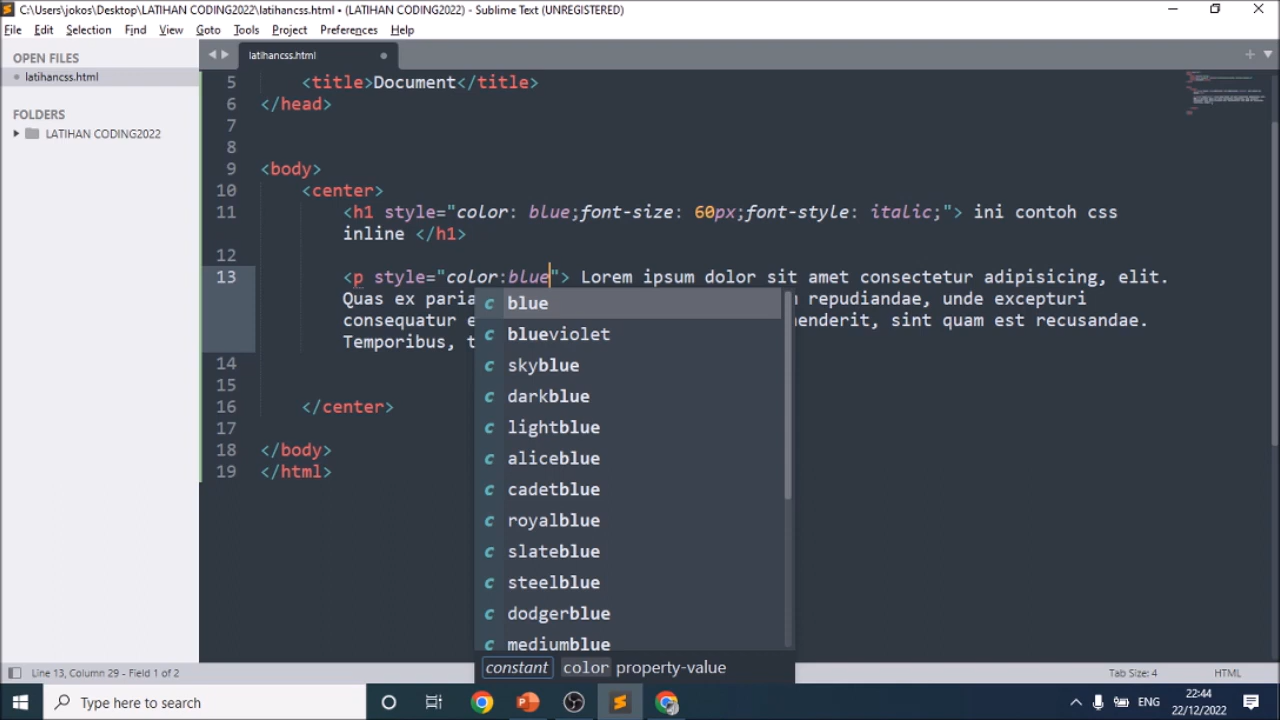 C:\Users\jokos\Desktop\LATIHAN CODING2022\latihancss.html • (LATIHAN CODING2022) - Sublime Text (UNREGISTERED)
File Edit Selection Find View Goto Tools Project Preferences Help
OPEN FILES
latihancss.html
FOLDERS
LATIHAN CODING2022
latihancss.html
5 <title>Document</title>
6 </head>
7
8
9 <body>
10 <center>
11 <h1 style="color: blue;font-size: 60px;font-style: italic;"> ini contoh css
inline </h1>
12
13 <p style="color:blue"> Lorem ipsum dolor sit amet consectetur adipisicing, elit.
Quas ex repudiandae, unde excepturi
consequatur sint quam est recusandae.
Temporibus,
14
15
16 </center>
17
18 </body>
19 </html>
c blue
c blueviolet
c skyblue
c darkblue
c lightblue
c aliceblue
c cadetblue
c royalblue
c slateblue
c steelblue
c dodgerblue
c mediumblue
constant color property-value
Line 13, Column 29 - Field 1 of 2
Tab Size: 4
HTML
Type here to search
ENG
22:44
22/12/2022